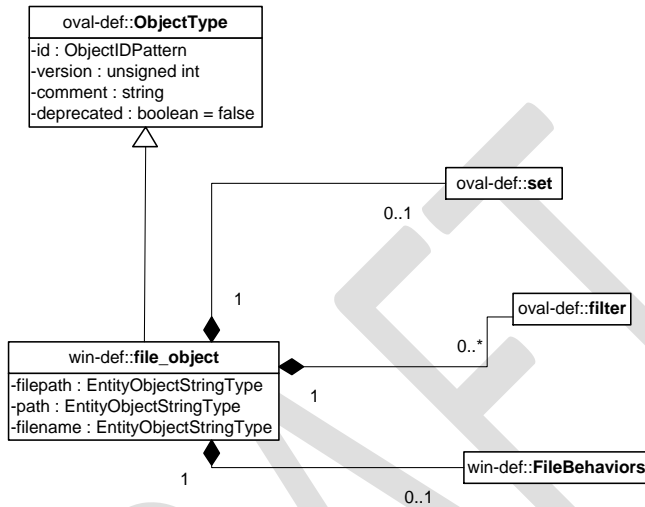 oval-def::ObjectType
-id : ObjectIDPattern
-version : unsigned int
-comment : string
-deprecated : boolean = false
oval-def::set
0..1
1
oval-def::filter
0..*
win-def::file_object
-filepath : EntityObjectStringType
-path : EntityObjectStringType
-filename : EntityObjectStringType
1
win-def::FileBehaviors
1
0..1